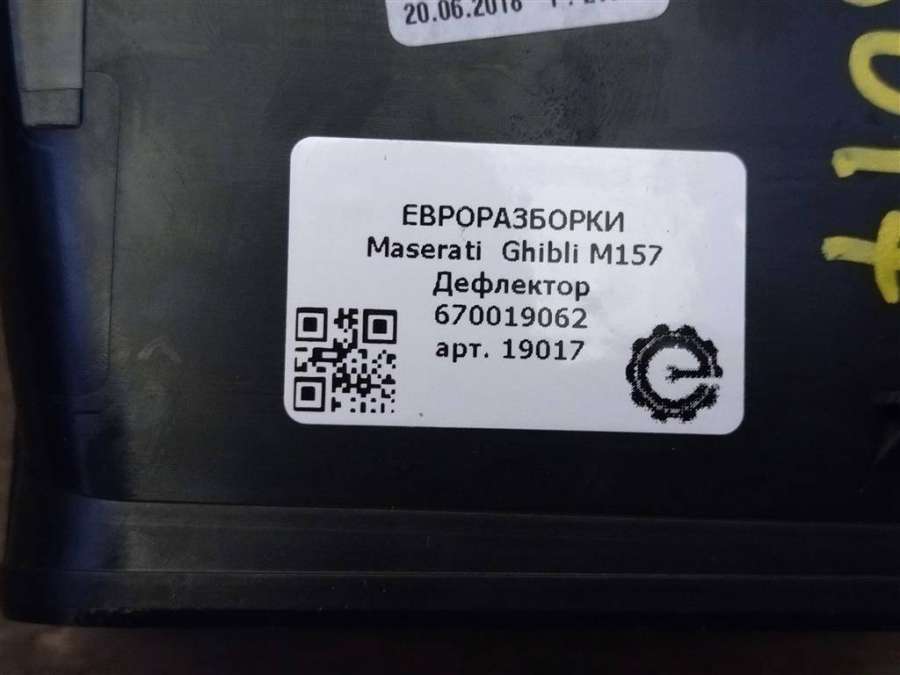 20.06.2018
ЕВРОРАЗБОРКИ
Maserati Ghibli M157
Дефлектор
670019062
арт. 19017